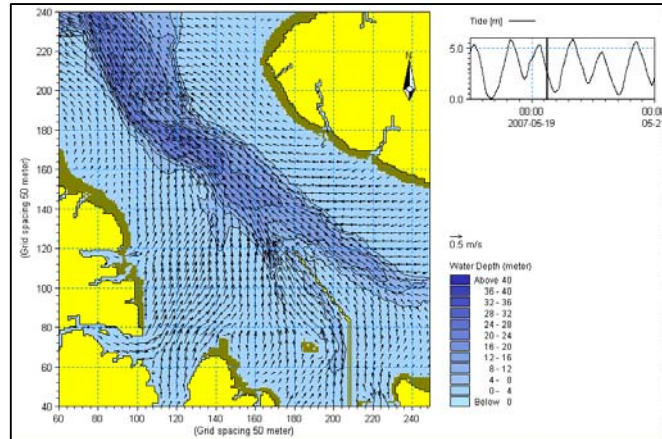 Tide [m]
5.0
0.0
00:00
00:00
2007-05-19
05-2
N
240
220
200
180
160
140
120
100
80
60
40
(Grid spacing 50 meter)
60 80 100 120 140 160 180 200 220 240
(Grid spacing 50 meter)
0.5 m/s
Water Depth (meter)
Above 40
36 - 40
32 - 36
28 - 32
24 - 28
20 - 24
16 - 20
12 - 16
8 - 12
4 - 8
0 - 4
Below 0